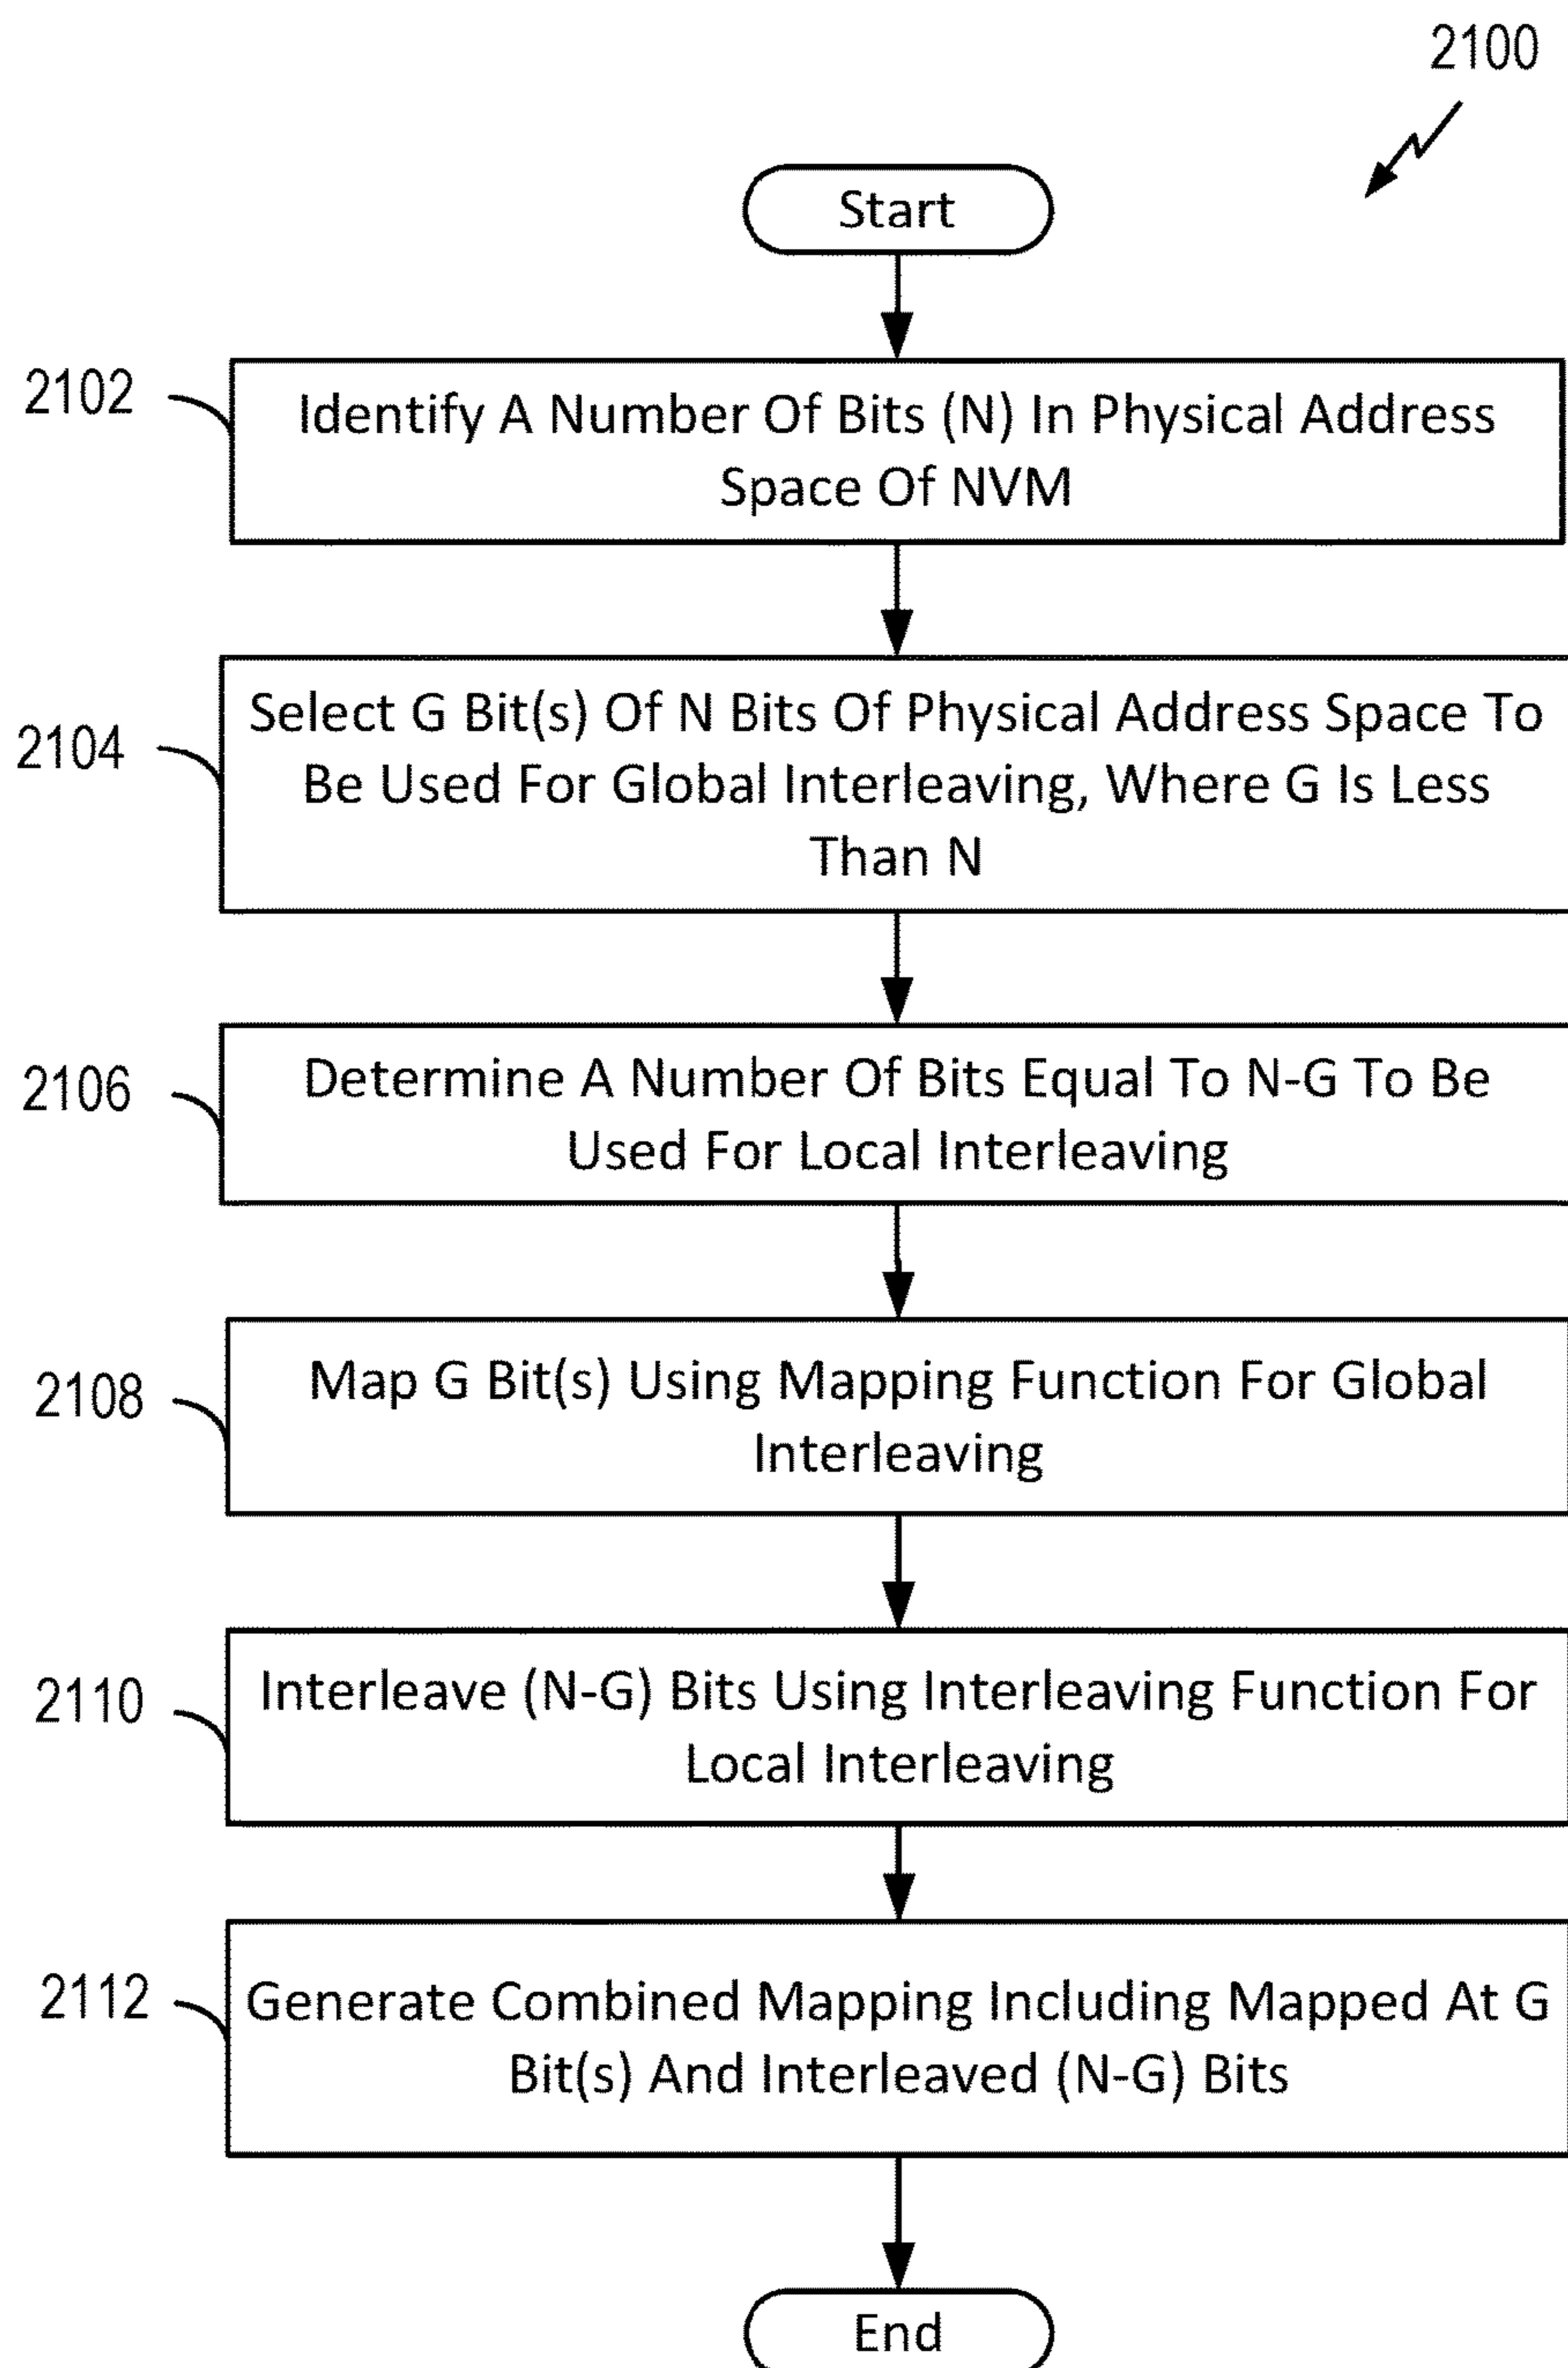 2100
Start
2102
Identify A Number Of Bits (N) In Physical Address
Space Of NVM
2104
Select G Bit(s) Of N Bits Of Physical Address Space To
Be Used For Global Interleaving, Where G Is Less
Than N
2106
Determine A Number Of Bits Equal To N-G To Be
Used For Local Interleaving
2108
Map G Bit(s) Using Mapping Function For Global
Interleaving
2110
Interleave (N-G) Bits Using Interleaving Function For
Local Interleaving
2112
Generate Combined Mapping Including Mapped At G
Bit(s) And Interleaved (N-G) Bits
End